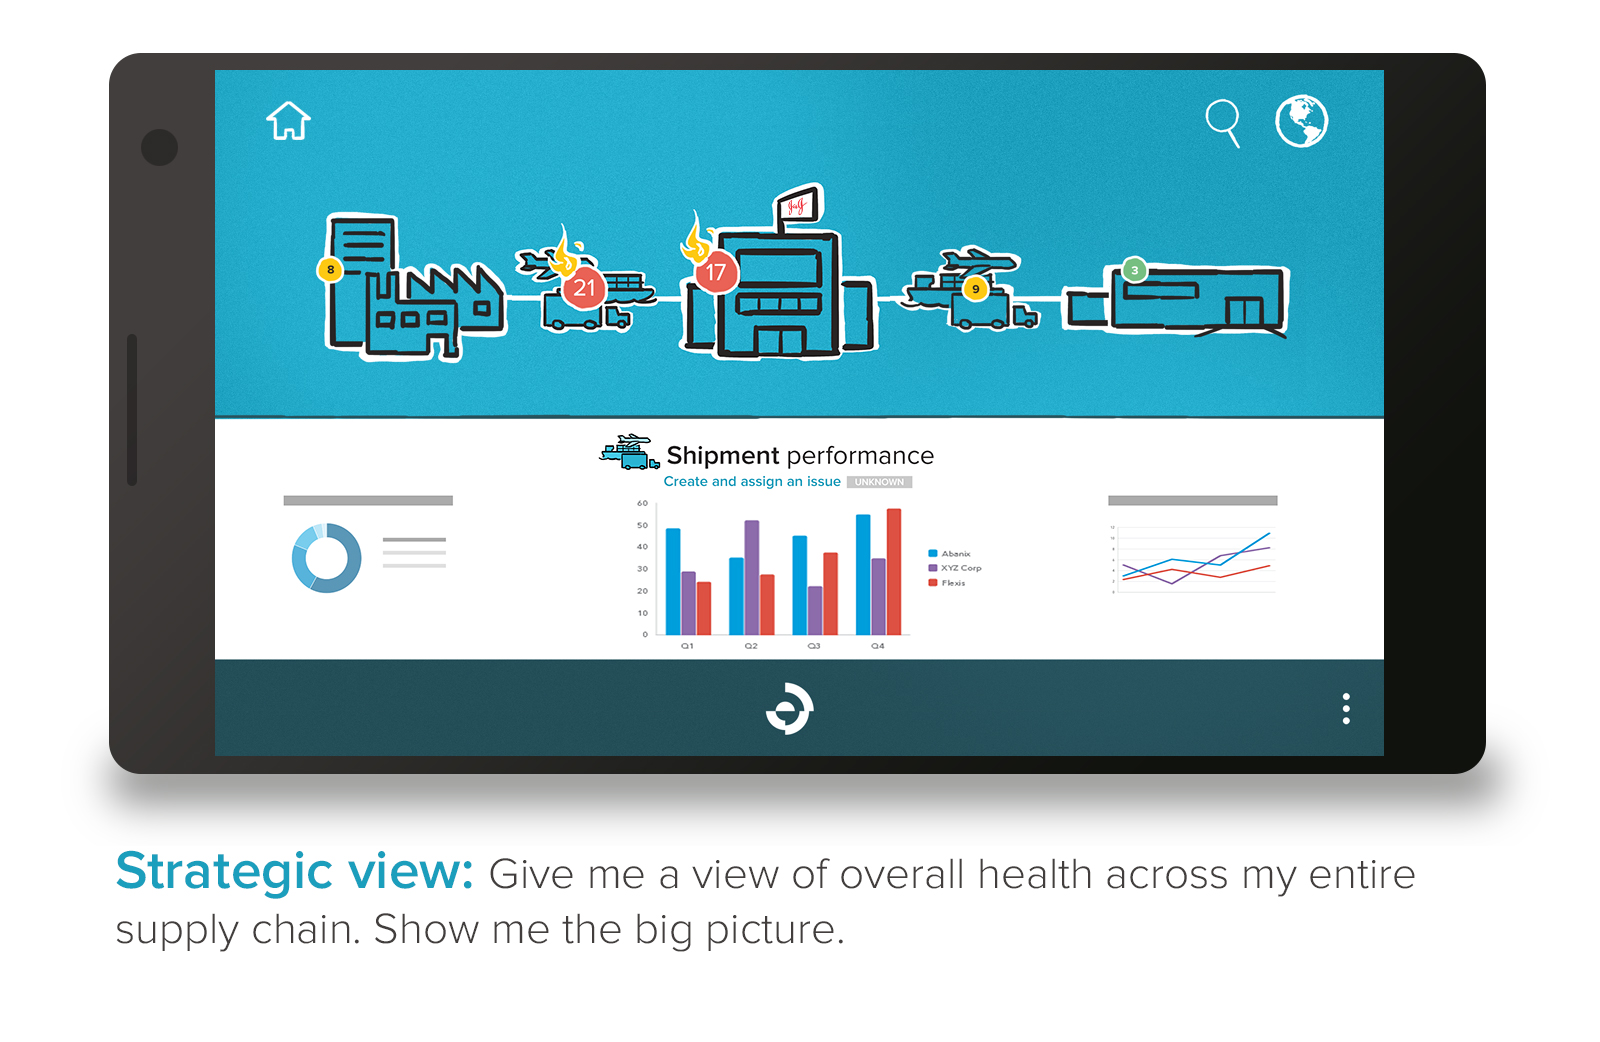 J&J
8
21
17
9
3
Shipment performance
Create and assign an issue UNKNOWN
60
50
40
30
20
10
0
Q1 Q2 Q3 Q4
Abanix
XYZ Corp
Flexis
Strategic view: Give me a view of overall health across my entire
supply chain. Show me the big picture.